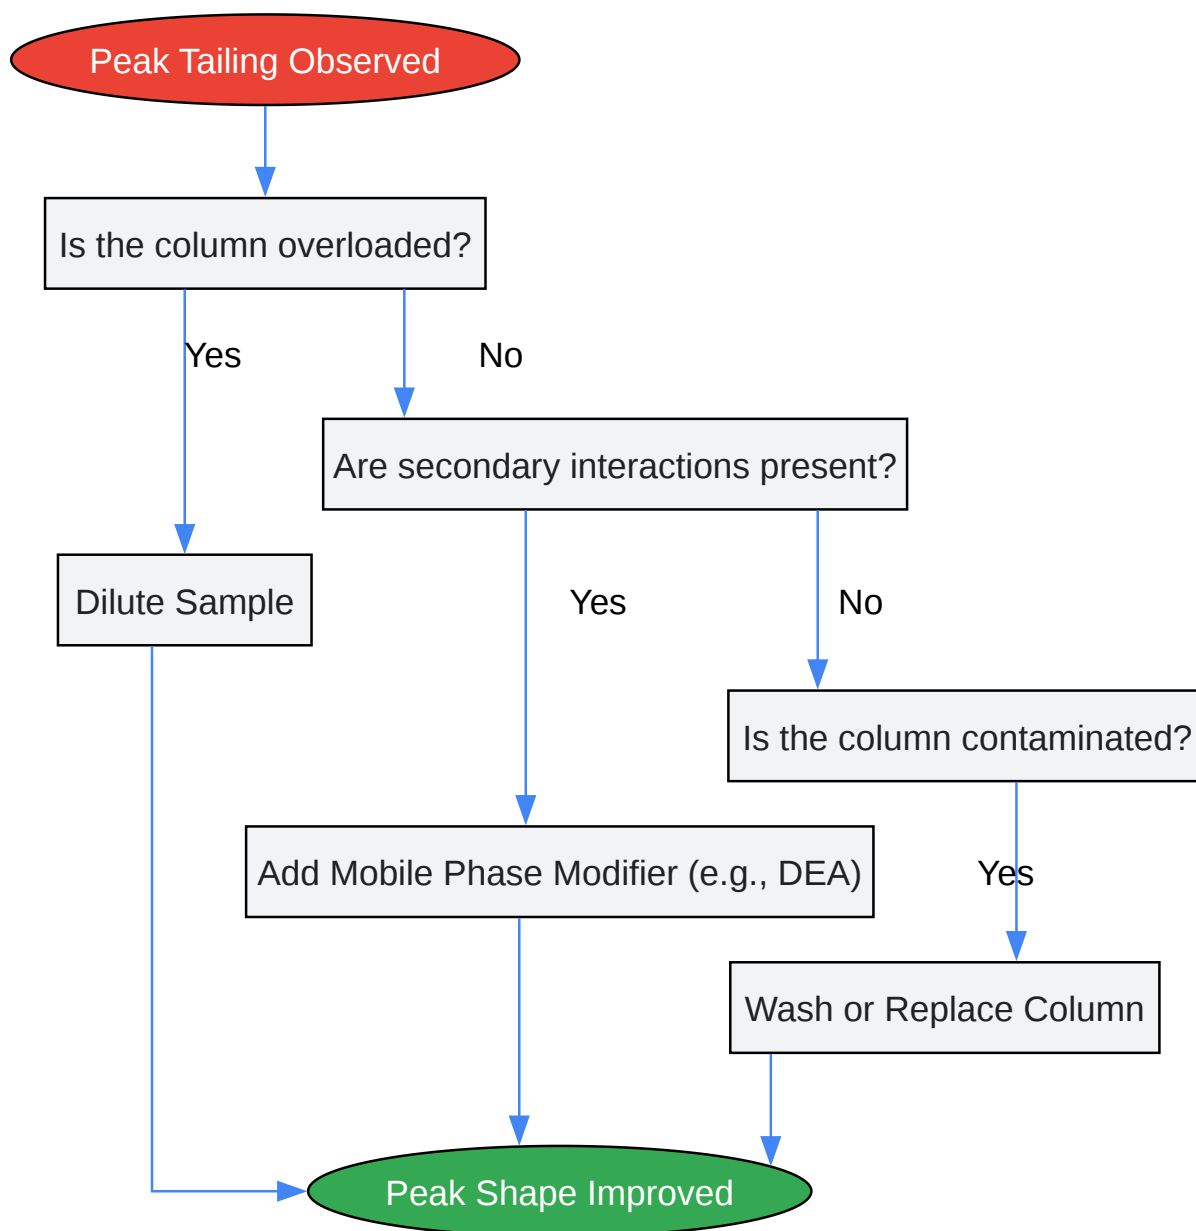 Peak Tailing Observed
Is the column overloaded?
Yes
No
Are secondary interactions present?
Dilute Sample
Yes
No
Is the column contaminated?
Add Mobile Phase Modifier (e.g., DEA)
Yes
Wash or Replace Column
Peak Shape Improved